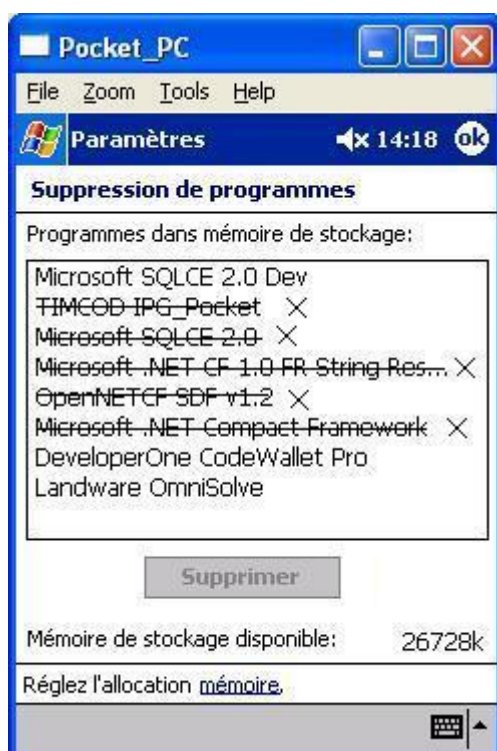 Pocket_PC
File Zoom Tools Help
Paramètres 14:18 ok
Suppression de programmes
Programmes dans mémoire de stockage:
Microsoft SQLCE 2.0 Dev
TIMCOD IPG_Pocket
Microsoft SQLCE 2.0
Microsoft .NET CF 1.0 FR String Res...
OpenNETCF SDF v1.2
Microsoft .NET Compact Framework
DeveloperOne CodeWallet Pro
Landware OmniSolve
Supprimer
Mémoire de stockage disponible: 26728k
Réglez l'allocation mémoire.